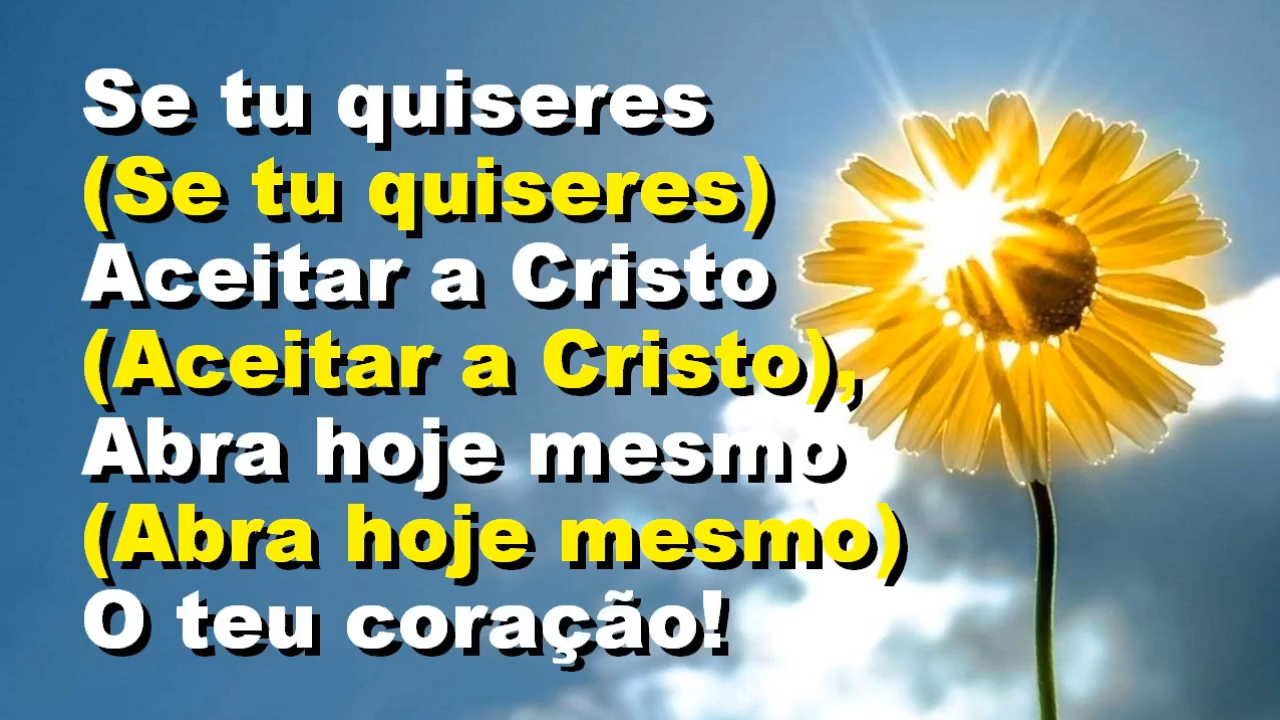 Se tu quiseres
(Se tu quiseres)
Aceitar a Cristo
(Aceitar a Cristo),
Abra hoje mesmo
(Abra hoje mesmo)
O teu coração!